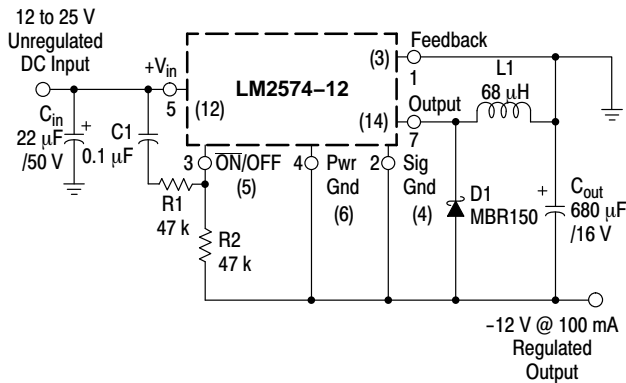 12 to 25 V
Unregulated
DC Input
+Vin
5
(12)
LM2574–12
(3)
Feedback
1
(14)
Output
7
L1
68 μH
Cin
22 μF
/50 V
+
C1
0.1 μF
3
ON/OFF
(5)
4
Pwr
Gnd
(6)
2
Sig
Gnd
(4)
R1
47 k
R2
47 k
D1
MBR150
+
Cout
680 μF
/16 V
–12 V @ 100 mA
Regulated
Output